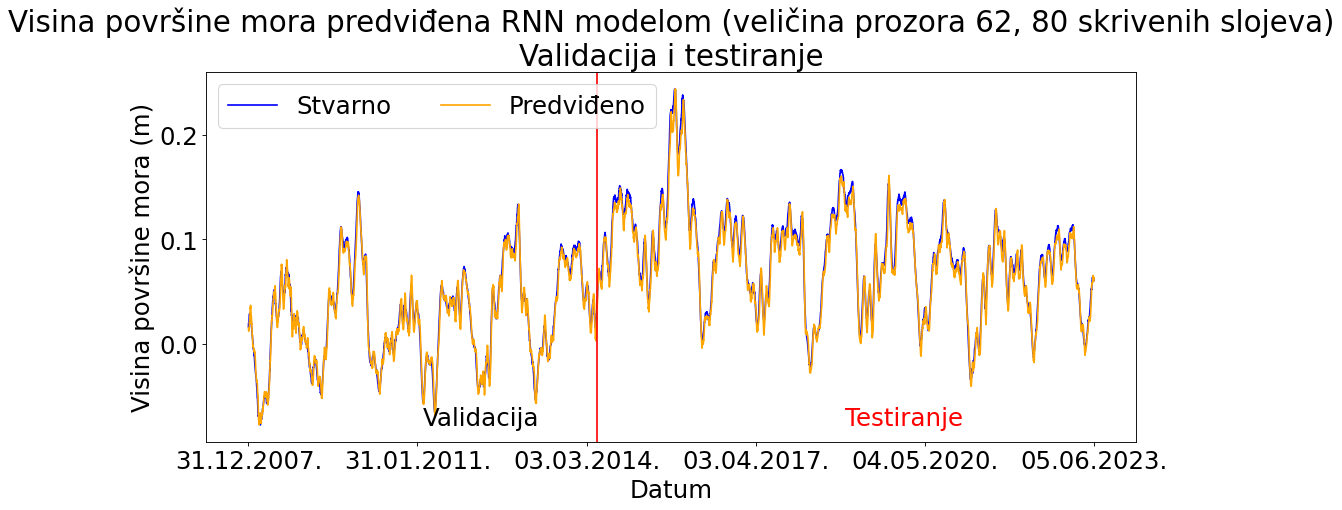 Visina površine mora predviđena RNN modelom (veličina prozora 62, 80 skrivenih slojeva)
Validacija i testiranje
Stvarno
Predviđeno
Visina površine mora (m)
0.2
0.1
0.0
Validacija
Testiranje
31.12.2007.
31.01.2011.
03.03.2014.
03.04.2017.
04.05.2020.
05.06.2023.
Datum